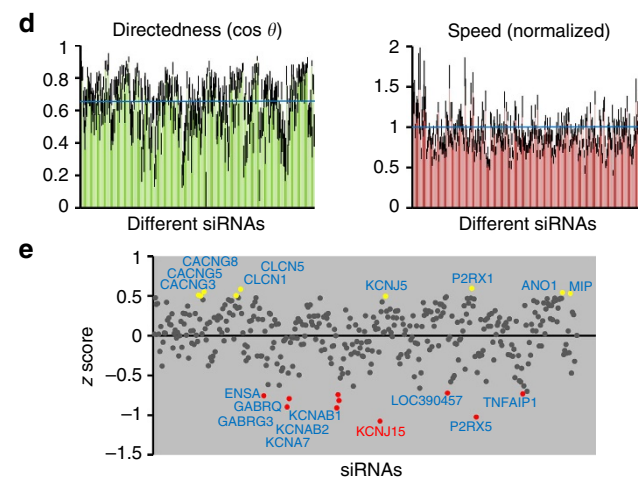 d
Directedness (cos θ)
Speed (normalized)
1
0.8
0.6
0.4
0.2
0
Different siRNAs
2
1.5
1
0.5
0
Different siRNAs
e
1
0.5
0
−0.5
−1
−1.5
z score
CACNG8
CACNG5
CACNG3
CLCN5
CLCN1
KCNJ5
P2RX1
ANO1
MIP
ENSA
GABRQ
GABRG3
KCNAB1
KCNAB2
KCNA7
KCNJ15
LOC390457
P2RX5
TNFAIP1
siRNAs